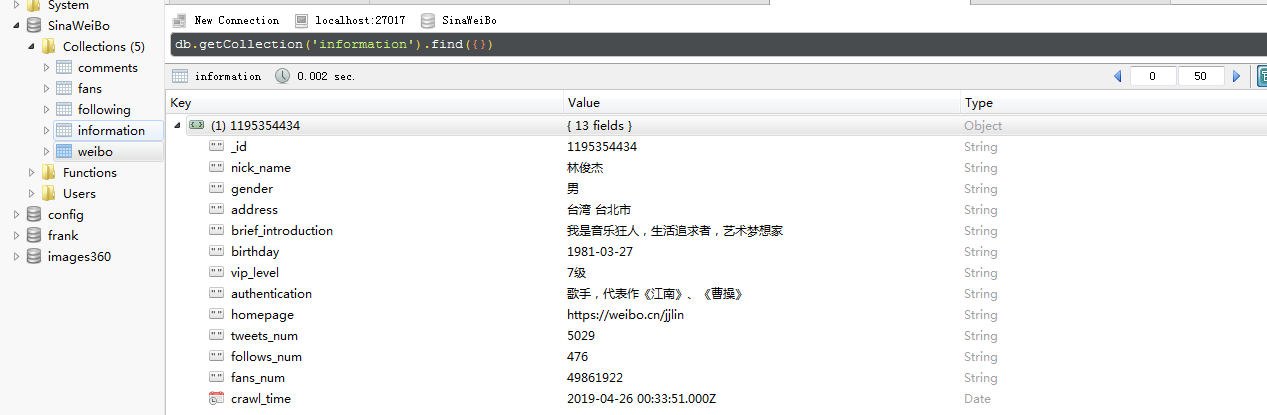 System
SinaWeiBo
Collections (5)
comments
fans
following
information
weibo
Functions
Users
config
frank
images360
New Connection localhost:27017 SinaWeiBo
db.getCollection('information').find({})
information 0.002 sec. 0 50
Key Value Type
(1) 1195354434 { 13 fields } Object
_id 1195354434 String
nick_name 林俊杰 String
gender 男 String
address 台湾 台北市 String
brief_introduction 我是音乐狂人，生活追求者，艺术梦想家 String
birthday 1981-03-27 String
vip_level 7级 String
authentication 歌手，代表作《江南》、《曹操》 String
homepage https://weibo.cn/jjlin String
tweets_num 5029 String
follows_num 476 String
fans_num 49861922 String
crawl_time 2019-04-26 00:33:51.000Z Date